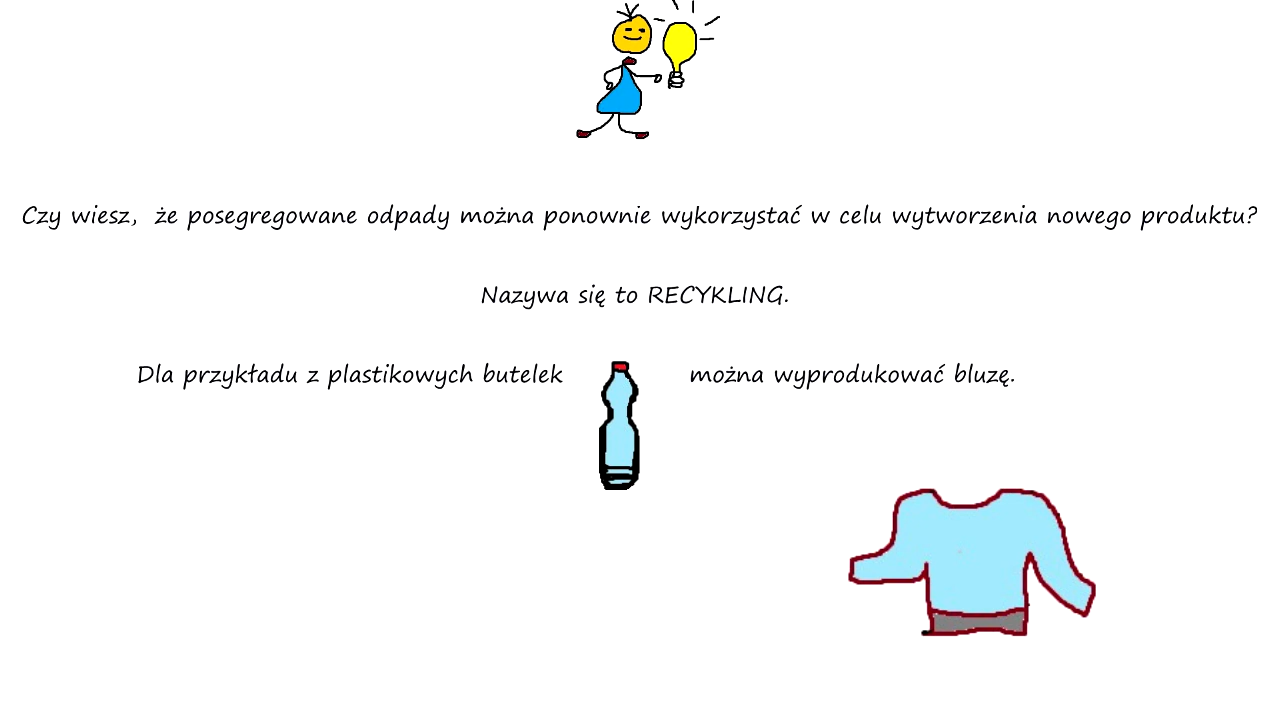 Czy wiesz, że posegregowane odpady można ponownie wykorzystać w celu wytworzenia nowego produktu?
Nazywa się to RECYKLING.
Dla przykładu z plastikowych butelek można wyprodukować bluzę.